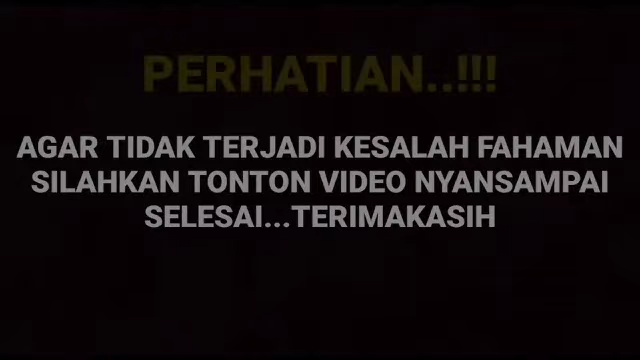 PERHATIAN..!!!
AGAR TIDAK TERJADI KESALAH FAHAMAN
SILAHKAN TONTON VIDEO NYANSAMPAI
SELESAI...TERIMAKASIH